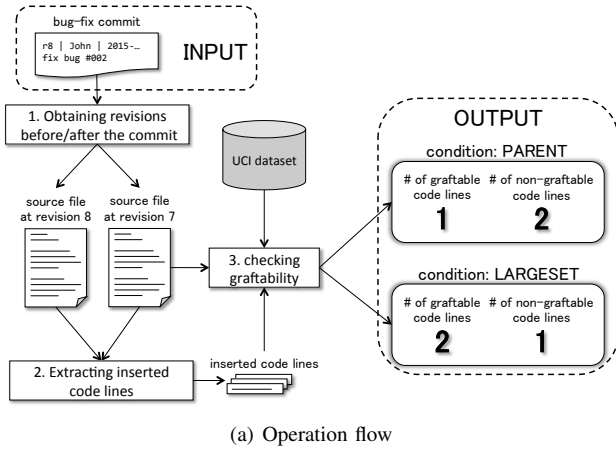 bug-fix commit
r8 | John | 2015-…
fix bug #002
INPUT
1. Obtaining revisions
before/after the commit
UCI dataset
source file
at revision 8
source file
at revision 7
3. checking
graftability
2. Extracting inserted
code lines
inserted code lines
OUTPUT
condition: PARENT
# of graftable
code lines
1
# of non-graftable
code lines
2
condition: LARGESET
# of graftable
code lines
2
# of non-graftable
code lines
1
(a) Operation flow